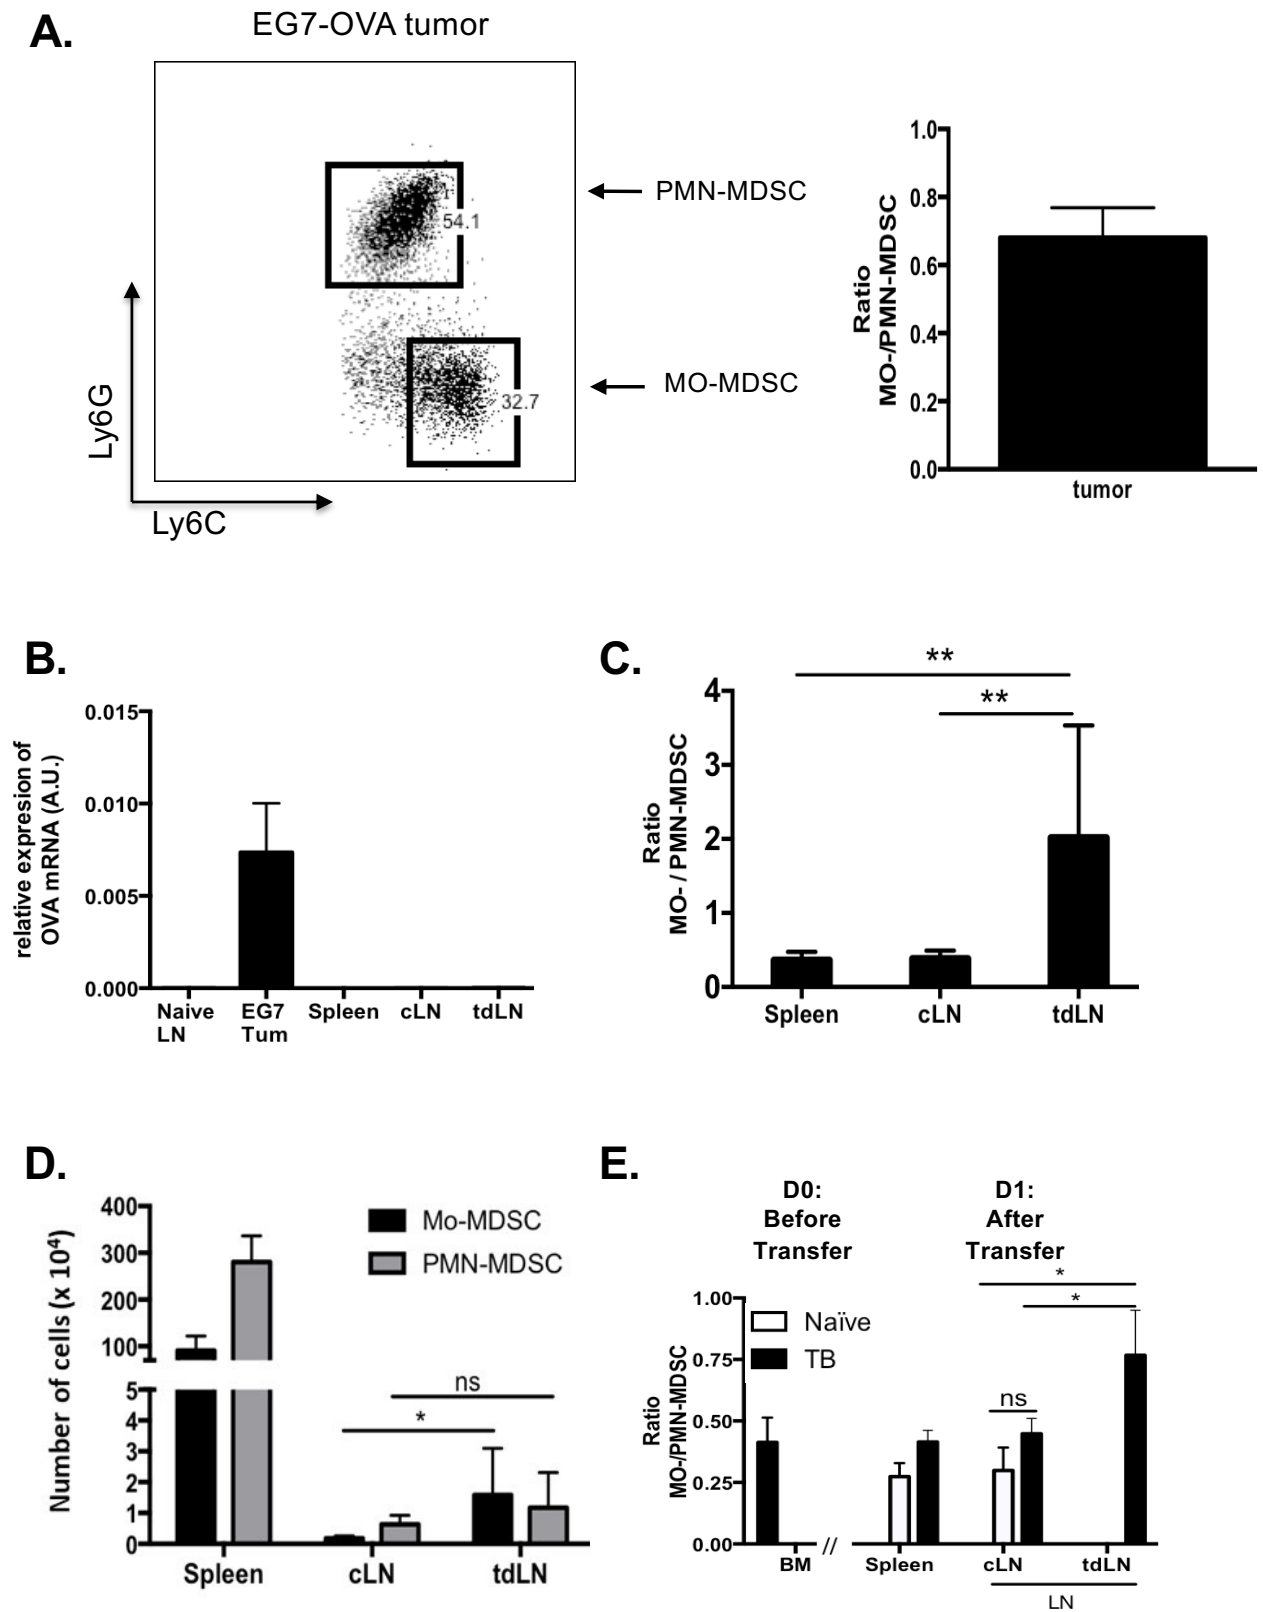 A.
EG7-OVA tumor
54.1
32.7
PMN-MDSC
MO-MDSC
Ly6G
Ly6C
Ratio
MO-/PMN-MDSC
1.0
0.8
0.6
0.4
0.2
0.0
tumor
B.
relative expresion of
OVA mRNA (A.U.)
0.015
0.010
0.005
0.000
Naive
LN
EG7
Tum
Spleen
cLN
tdLN
C.
**
**
Ratio
MO- / PMN-MDSC
4
3
2
1
0
Spleen
cLN
tdLN
D.
Number of cells (x 10⁴)
400
300
200
100
5
4
3
2
1
0
Mo-MDSC
PMN-MDSC
ns
*
Spleen
cLN
tdLN
E.
D0:
Before
Transfer
D1:
After
Transfer
*
*
Ratio
MO-/PMN-MDSC
1.00
0.75
0.50
0.25
0.00
Naïve
TB
ns
BM
//
Spleen
cLN
tdLN
LN